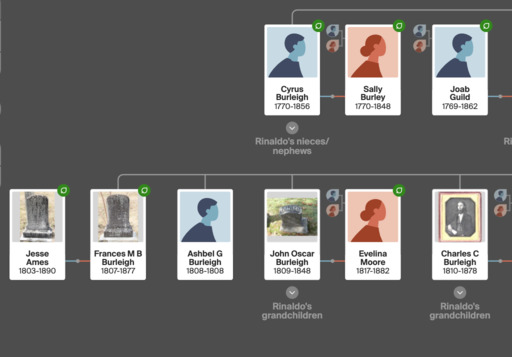 Cyrus
Burleigh
1770-1856
Sally
Burley
1770-1848
Joab
Guild
1769-1862
Rinaldo's nieces/
nephews
Ri
Jesse
Ames
1803-1890
Frances M B
Burleigh
1807-1877
Ashbel G
Burleigh
1808-1808
John Oscar
Burleigh
1809-1848
Evelina
Moore
1817-1882
Charles C
Burleigh
1810-1878
Rinaldo's
grandchildren
Rinaldo's
grandchildren